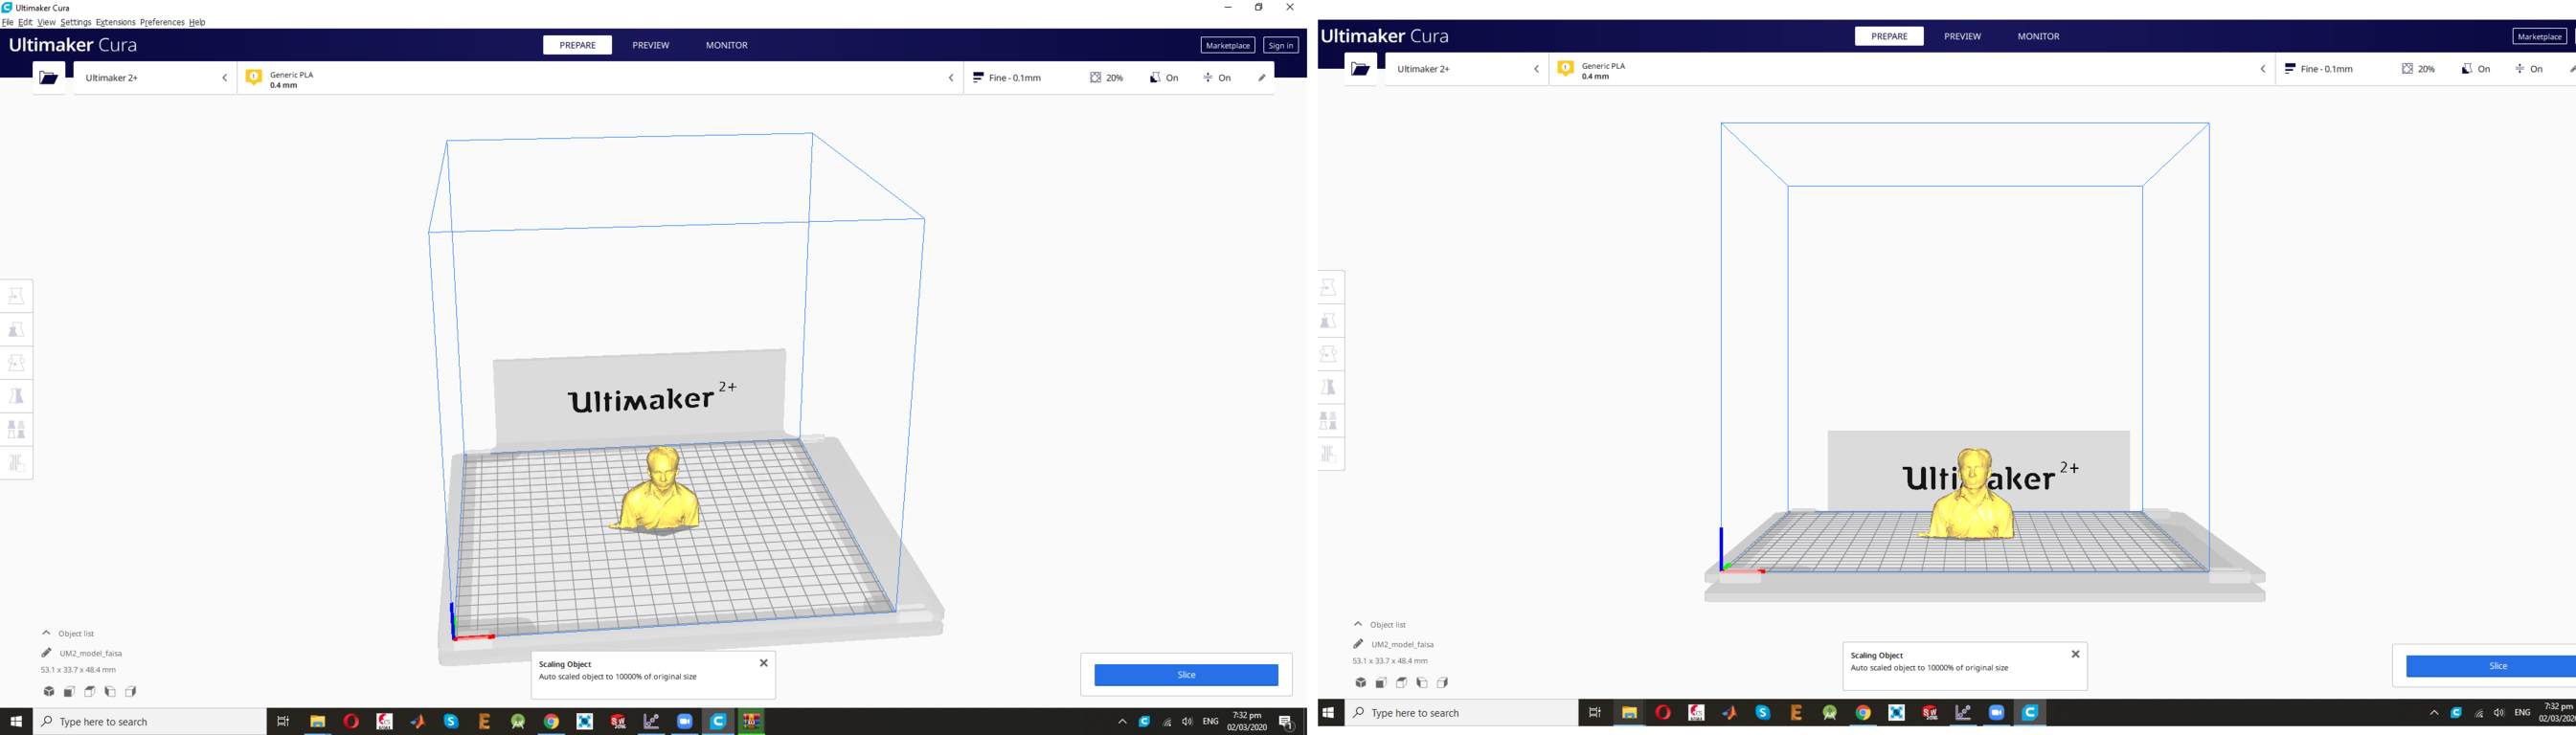 Ultimaker Cura
File Edit View Settings Extensions Preferences Help
Ultimaker Cura
PREPARE PREVIEW MONITOR
Marketplace Sign in
Ultimaker 2+
Generic PLA
0.4 mm
Fine - 0.1mm 20% On On
Ultimaker 2+
Object list
UM2_model_faisa
53.1 x 33.7 x 48.4 mm
Scaling Object
Auto scaled object to 10000% of original size
Slice
Type here to search
ENG
7:32 pm
02/03/2020
Ultimaker Cura
PREPARE PREVIEW MONITOR
Marketplace
Ultimaker 2+
Generic PLA
0.4 mm
Fine - 0.1mm 20% On On
Ulti aker 2+
Object list
UM2_model_faisa
53.1 x 33.7 x 48.4 mm
Scaling Object
Auto scaled object to 10000% of original size
Slice
Type here to search
ENG
7:32 pm
02/03/202